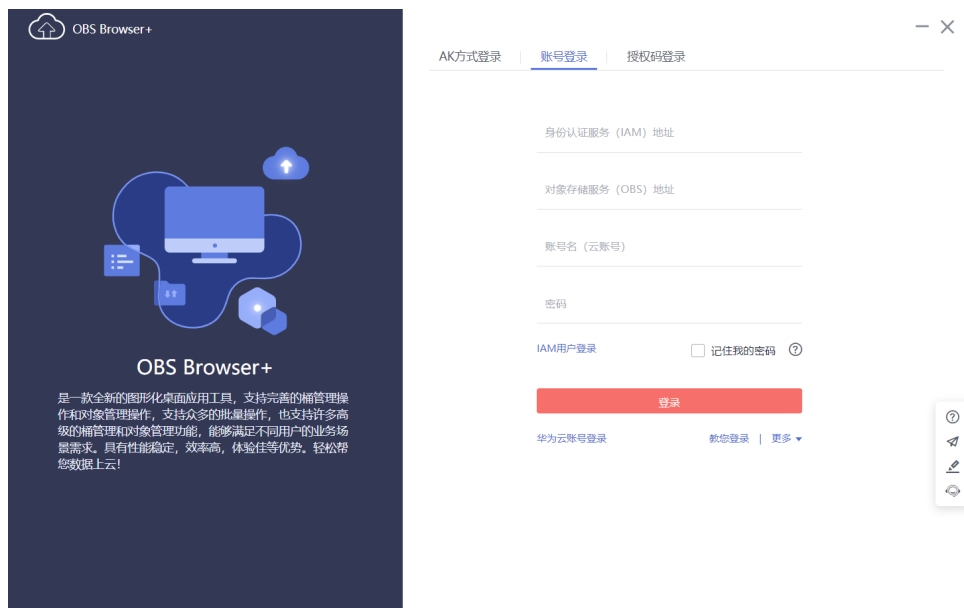 OBS Browser+
AK方式登录
账号登录
授权码登录
身份认证服务（IAM）地址
对象存储服务（OBS）地址
账号名（云账号）
密码
IAM用户登录
记住我的密码
登录
华为云账号登录
教您登录 | 更多
OBS Browser+
是一款全新的图形化桌面应用工具，支持完善的桶管理操
作和对象管理操作，支持众多的批量操作，也支持许多高
级的桶管理和对象管理功能，能够满足不同用户的业务场
景需求。具有性能稳定，效率高，体验佳等优势。轻松帮
您数据上云！